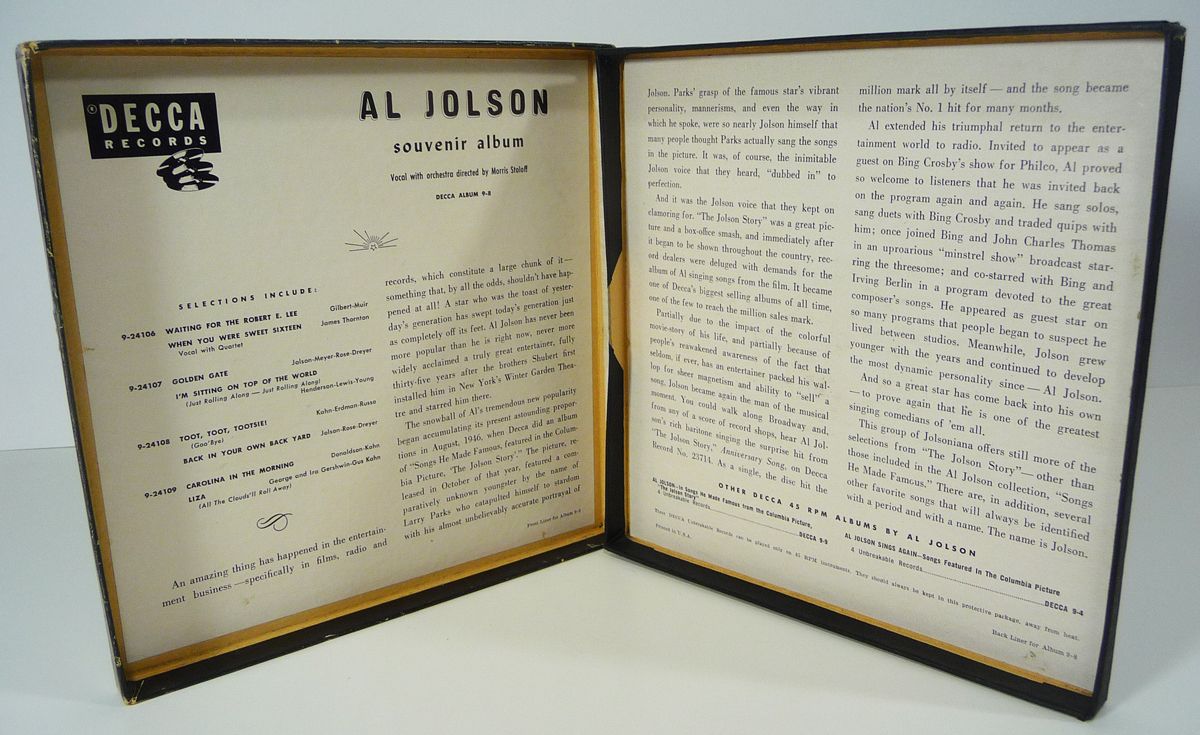 DECCA
RECORDS
AL JOLSON
souvenir album
Vocal with orchestra directed by Morris Stoloff
DECCA ALBUM 9-8
SELECTIONS INCLUDE:
9-24106 WAITING FOR THE ROBERT E. LEE Gilbert-Muir
WHEN YOU WERE SWEET SIXTEEN James Thornton
Vocal with Quartet
9-24107 GOLDEN GATE Jolson-Meyer-Rose-Dreyer
I'M SITTING ON TOP OF THE WORLD
(Just Rolling Along — Just Rolling Along) Henderson-Lewis-Young
9-24108 TOOT, TOOT, TOOTSIE! Kahn-Erdman-Russo
(Goo'Bye)
BACK IN YOUR OWN BACK YARD Jolson-Rose-Dreyer
9-24109 CAROLINA IN THE MORNING Donaldson-Kahn
LIZA George and Ira Gershwin-Gus Kahn
(All The Clouds'll Roll Away)
An amazing thing has happened in the entertain-
ment business — specifically in films, radio and
records, which constitute a large chunk of it—
something that, by all the odds, shouldn't have hap-
pened at all! A star who was the toast of yester-
day's generation has swept today's generation just
as completely off its feet. Al Jolson has never been
more popular than he is right now, never more
widely acclaimed a truly great entertainer, fully
thirty-five years after the brothers Shubert first
installed him in New York's Winter Garden Thea-
tre and starred him there.
The snowball of Al's tremendous new popularity
began accumulating its present astounding propor-
tions in August, 1946, when Decca did an album
of "Songs He Made Famous, featured in the Colum-
bia Picture, 'The Jolson Story'." The picture, re-
leased in October of that year, featured a com-
paratively unknown youngster by the name of
Larry Parks who catapulted himself to stardom
with his almost unbelievably accurate portrayal of
Front Liner for Album 9-8
Jolson. Parks' grasp of the famous star's vibrant
personality, mannerisms, and even the way in
which he spoke, were so nearly Jolson himself that
many people thought Parks actually sang the songs
in the picture. It was, of course, the inimitable
Jolson voice that they heard, "dubbed in" to
perfection.
And it was the Jolson voice that they kept on
clamoring for. "The Jolson Story" was a great pic-
ture and a box-office smash, and immediately after
it began to be shown throughout the country, rec-
ord dealers were deluged with demands for the
album of Al singing songs from the film. It became
one of Decca's biggest selling albums of all time,
one of the few to reach the million sales mark.
Partially due to the impact of the colorful
movie-story of his life, and partially because of
people's reawakened awareness of the fact that
seldom, if ever, has an entertainer packed his wal-
lop for sheer magnetism and ability to "sell" a
song, Jolson became again the man of the musical
moment. You could walk along Broadway and,
from any of a score of record shops, hear Al Jol-
son's rich baritone singing the surprise hit from
"The Jolson Story," Anniversary Song, on Decca
Record No. 23714. As a single, the disc hit the
million mark all by itself — and the song became
the nation's No. 1 hit for many months.
Al extended his triumphal return to the enter-
tainment world to radio. Invited to appear as a
guest on Bing Crosby's show for Philco, Al proved
so welcome to listeners that he was invited back
on the program again and again. He sang solos,
sang duets with Bing Crosby and traded quips with
him; once joined Bing and John Charles Thomas
in an uproarious "minstrel show" broadcast star-
ring the threesome; and co-starred with Bing and
Irving Berlin in a program devoted to the great
composer's songs. He appeared as guest star on
so many programs that people began to suspect he
lived between studios. Meanwhile, Jolson grew
younger with the years and continued to develop
the most dynamic personality since — Al Jolson.
And so a great star has come back into his own
— to prove again that he is one of the greatest
singing comedians of 'em all.
This group of Jolsoniana offers still more of the
selections from "The Jolson Story" — other than
those included in the Al Jolson collection, "Songs
He Made Famous." There are, in addition, several
other favorite songs that will always be identified
with a period and with a name. The name is Jolson.
OTHER DECCA 45 RPM ALBUMS BY AL JOLSON
AL JOLSON—In Songs He Made Famous from the Columbia Picture,
"The Jolson Story"
4 Unbreakable Records DECCA 9-9
AL JOLSON SINGS AGAIN—Songs Featured In The Columbia Picture
4 Unbreakable Records DECCA 9-4
These DECCA Unbreakable Records can be played only on 45 RPM instruments. They should always be kept in this protective package, away from heat.
Printed in U.S.A.
Back Liner for Album 9-8